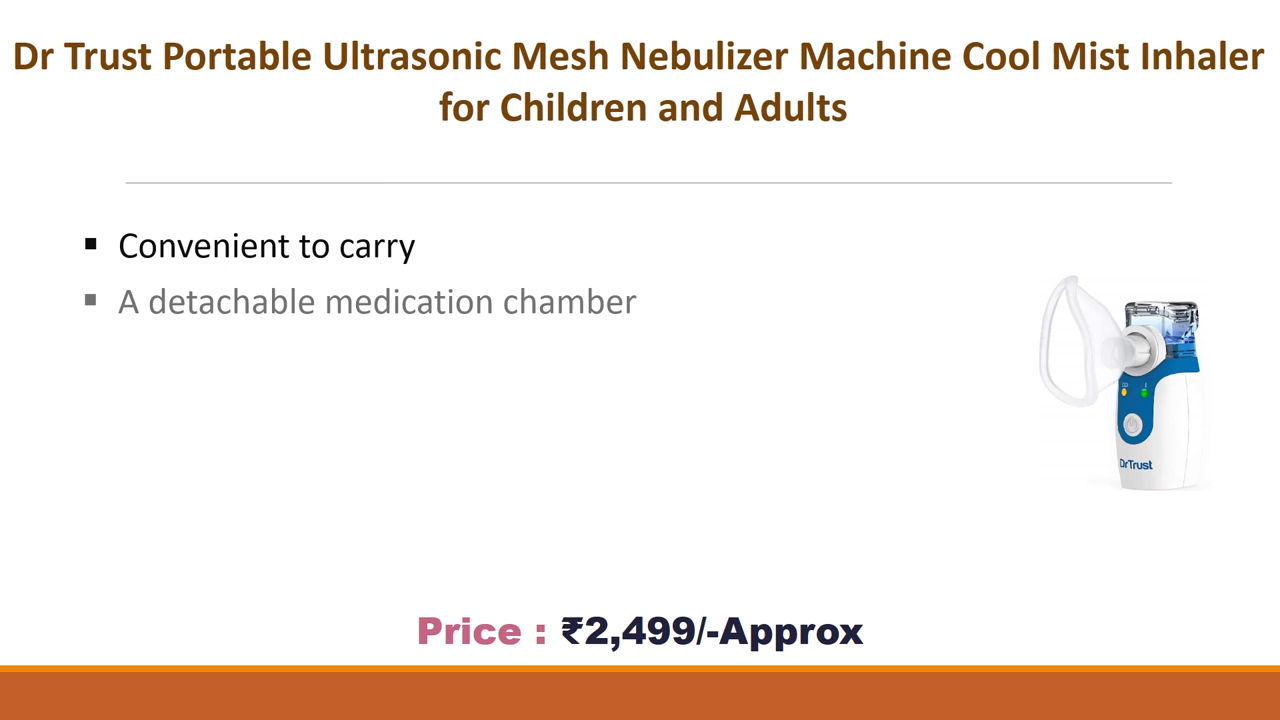 Dr Trust Portable Ultrasonic Mesh Nebulizer Machine Cool Mist Inhaler
for Children and Adults
▪ Convenient to carry
▪ A detachable medication chamber
DrTrust
Price : ₹2,499/-Approx